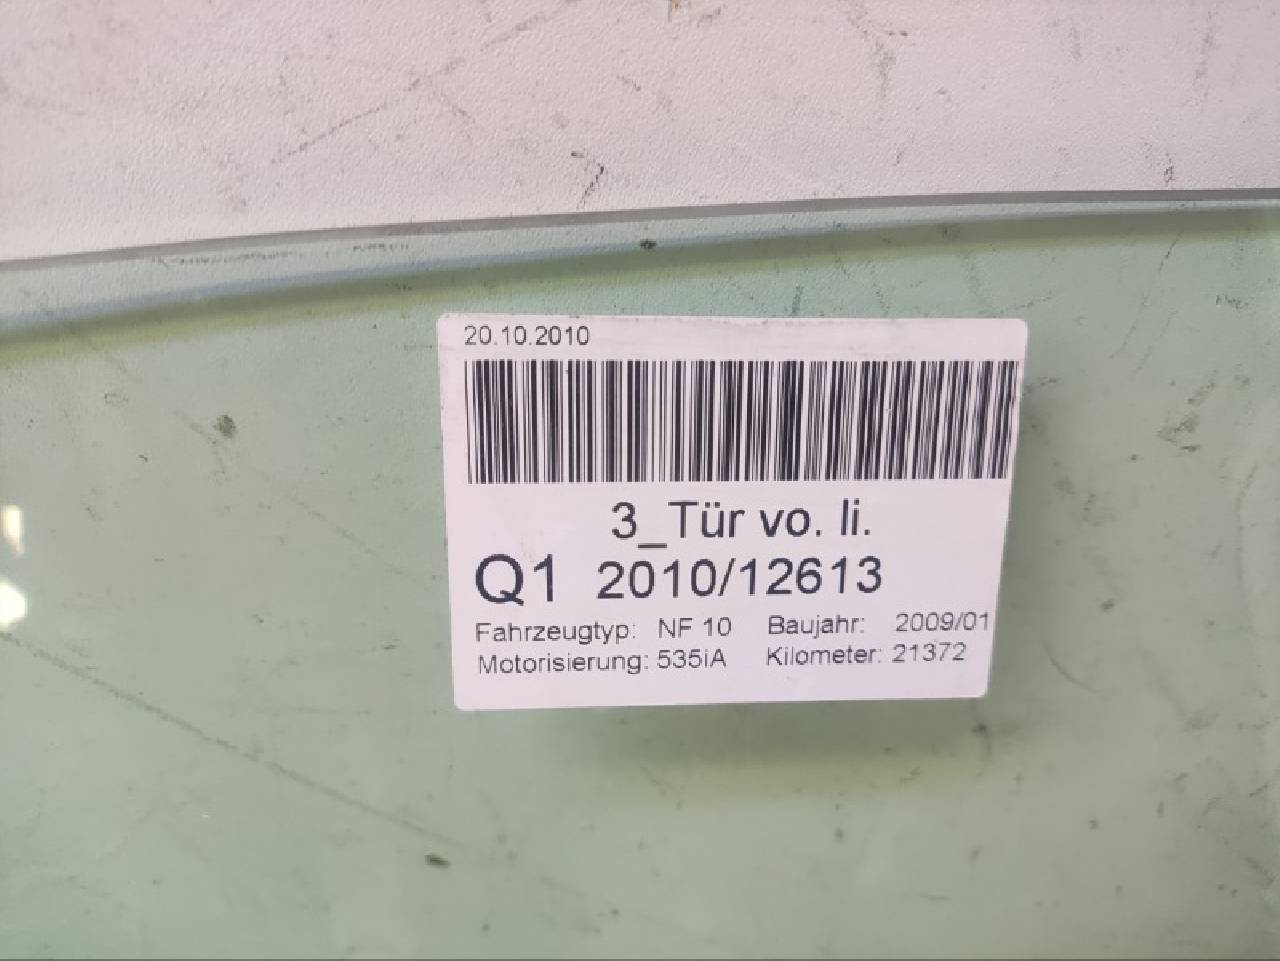 20.10.2010
3_Tür vo. li.
Q1 2010/12613
Fahrzeugtyp: NF 10 Baujahr: 2009/01
Motorisierung: 535iA Kilometer: 21372